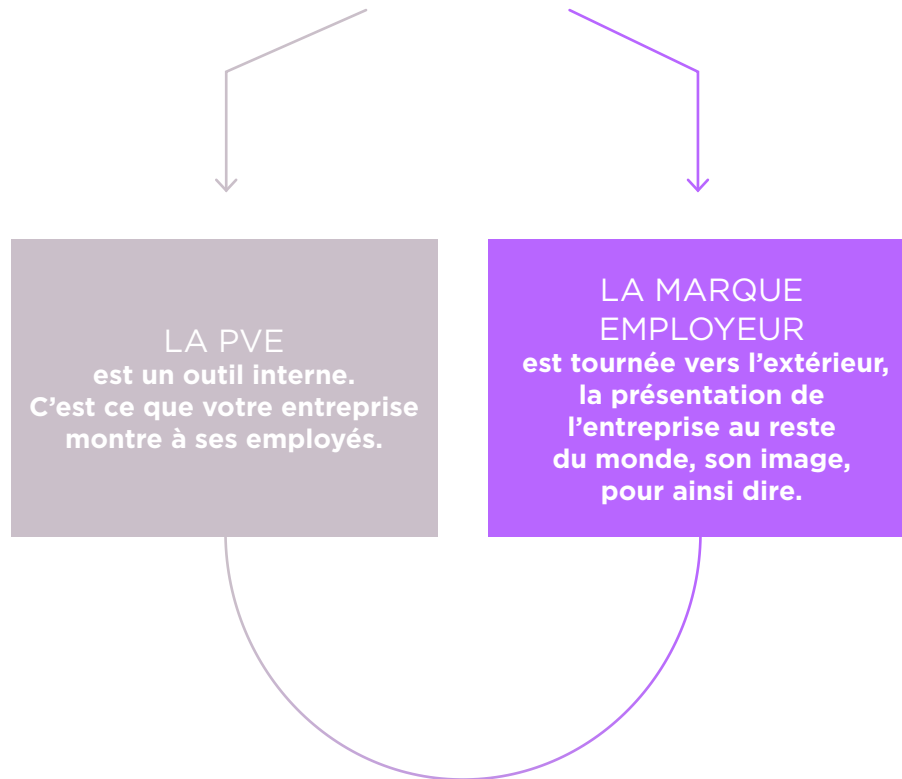 LA PVE
est un outil interne.
C’est ce que votre entreprise
montre à ses employés.
LA MARQUE
EMPLOYEUR
est tournée vers l’extérieur,
la présentation de
l’entreprise au reste
du monde, son image,
pour ainsi dire.